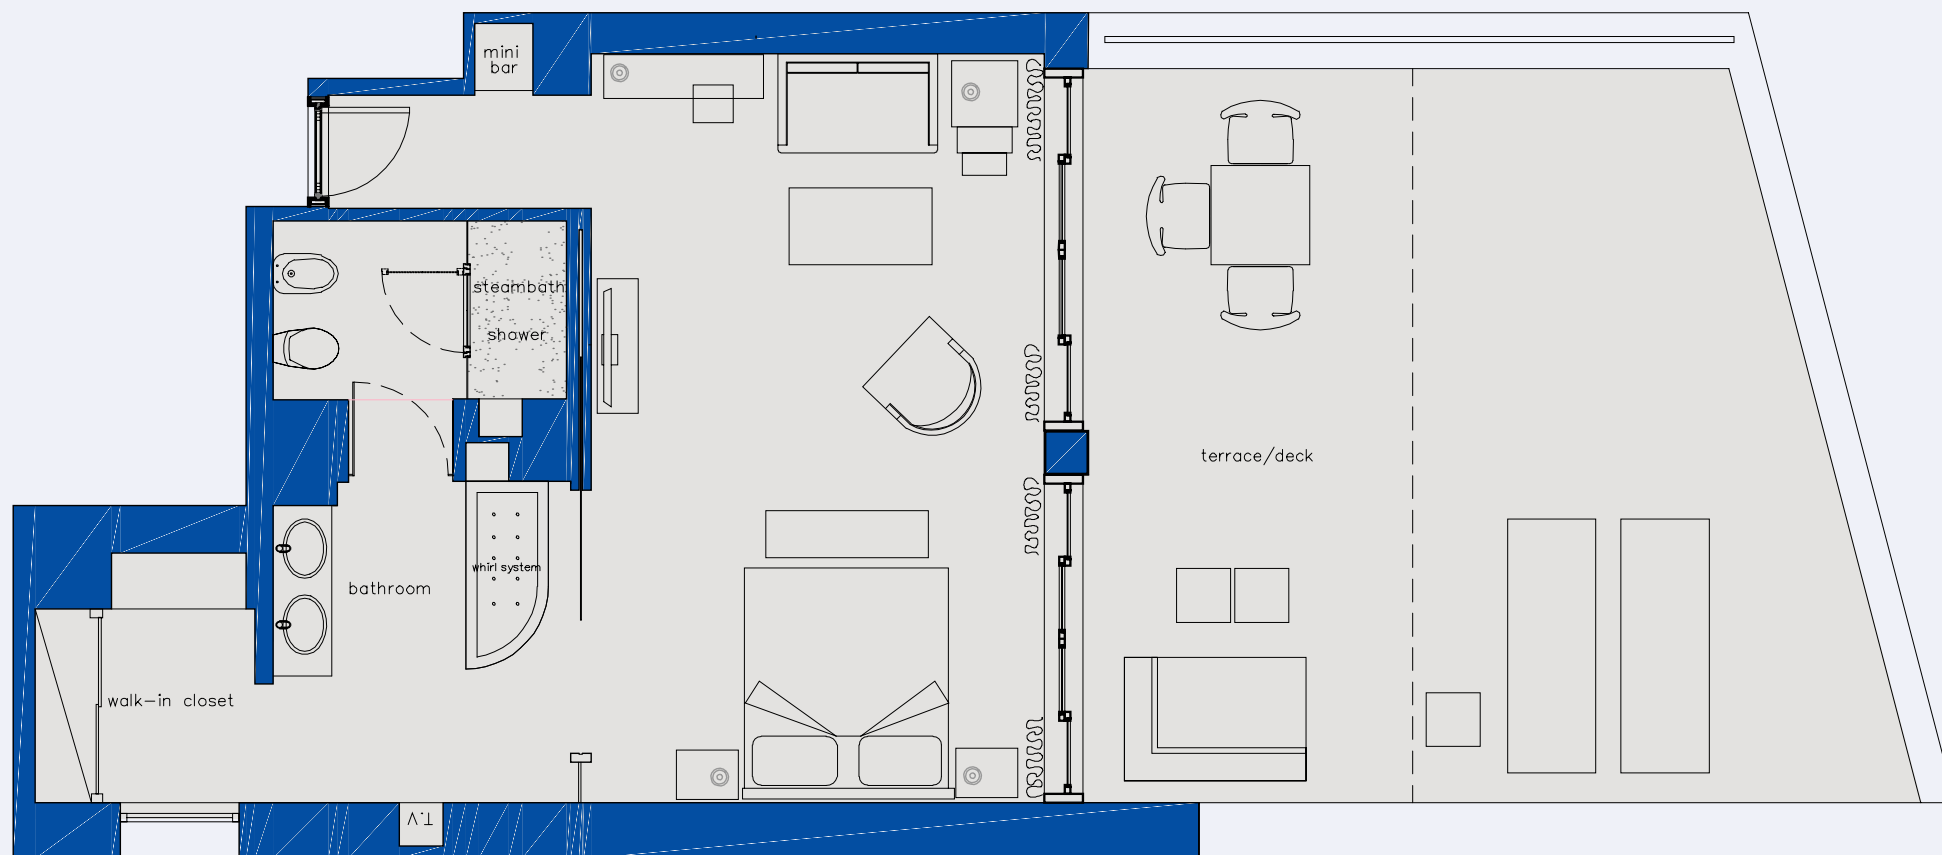 mini
bar
steambath
shower
terrace/deck
whirl system
bathroom
walk-in closet
T.V